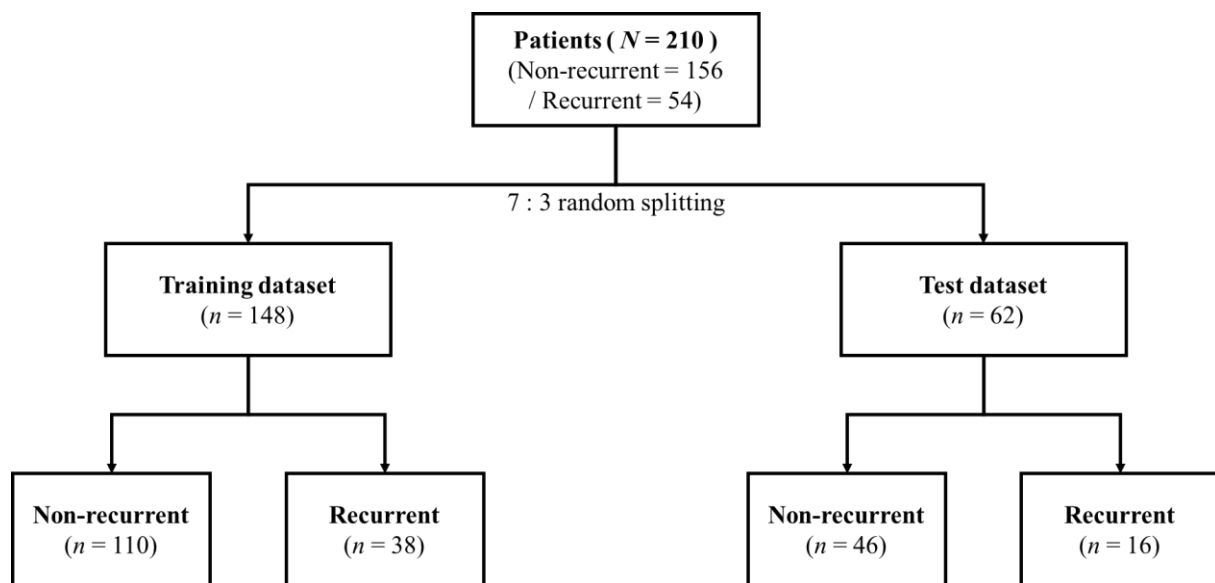 Patients ( N = 210 )
(Non-recurrent = 156
/ Recurrent = 54)
7 : 3 random splitting
Training dataset
(n = 148)
Test dataset
(n = 62)
Non-recurrent
(n = 110)
Recurrent
(n = 38)
Non-recurrent
(n = 46)
Recurrent
(n = 16)